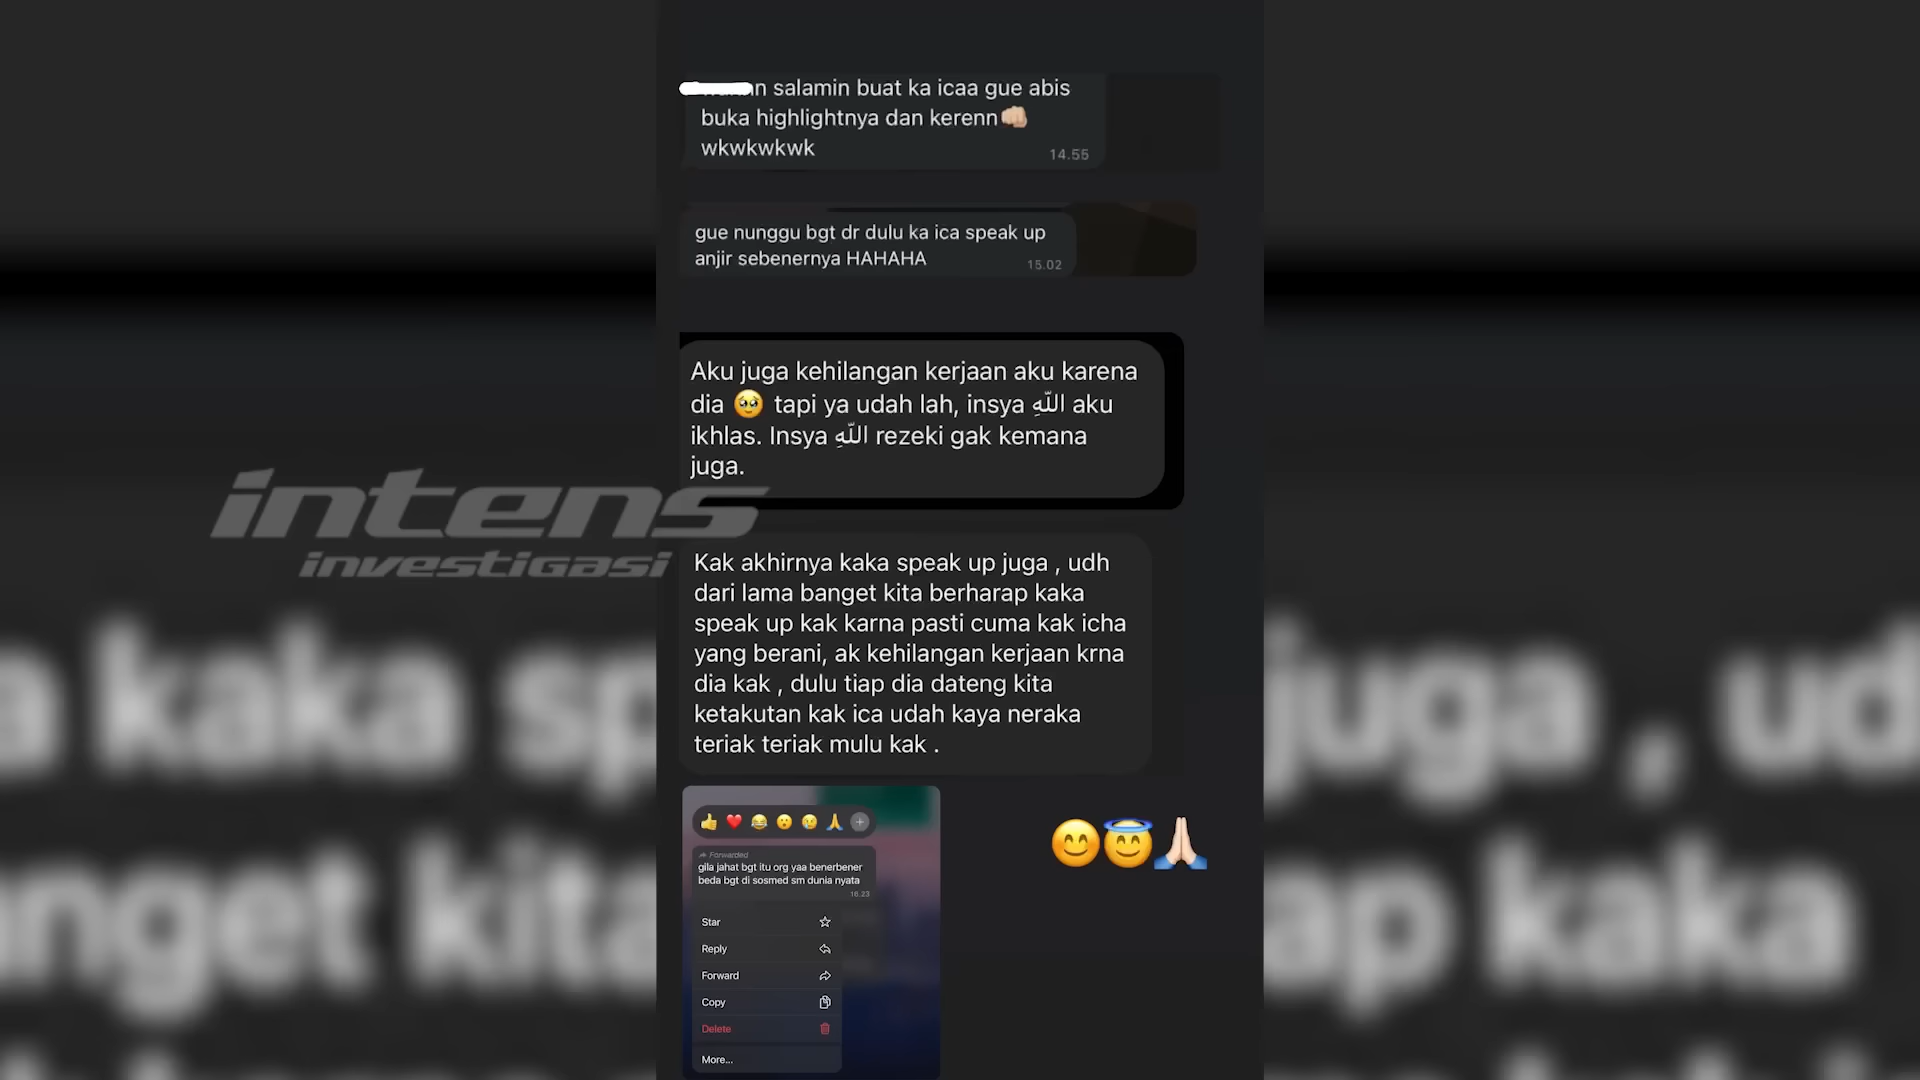 salamin buat ka icaa gue abis
buka highlightnya dan kerenn👊🏼
wkwkwkwk
14.55
gue nunggu bgt dr dulu ka ica speak up
anjir sebenernya HAHAHA
15.02
Aku juga kehilangan kerjaan aku karena
dia 🥹 tapi ya udah lah, insya اللّهِ aku
ikhlas. Insya اللّهِ rezeki gak kemana
juga.
intens
investigasi
Kak akhirnya kaka speak up juga , udh
dari lama banget kita berharap kaka
speak up kak karna pasti cuma kak icha
yang berani, ak kehilangan kerjaan krna
dia kak , dulu tiap dia dateng kita
ketakutan kak ica udah kaya neraka
teriak teriak mulu kak .
👍❤️😂😮😢🙏+
Forwarded
gila jahat bgt itu org yaa benerbener
beda bgt di sosmed sm dunia nyata
16.23
Star
Reply
Forward
Copy
Delete
More...
😊😇🙏🏻